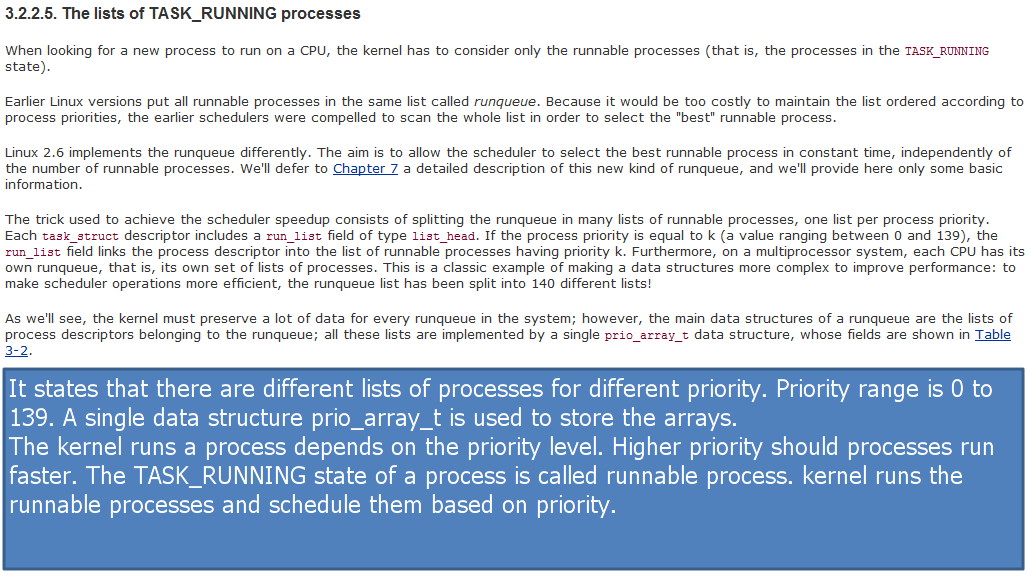 3.2.2.5. The lists of TASK_RUNNING processes
When looking for a new process to run on a CPU, the kernel has to consider only the runnable processes (that is, the processes in the TASK_RUNNING
state).
Earlier Linux versions put all runnable processes in the same list called runqueue. Because it would be too costly to maintain the list ordered according to
process priorities, the earlier schedulers were compelled to scan the whole list in order to select the "best" runnable process.
Linux 2.6 implements the runqueue differently. The aim is to allow the scheduler to select the best runnable process in constant time, independently of
the number of runnable processes. We'll defer to Chapter 7 a detailed description of this new kind of runqueue, and we'll provide here only some basic
information.
The trick used to achieve the scheduler speedup consists of splitting the runqueue in many lists of runnable processes, one list per process priority.
Each task_struct descriptor includes a run_list field of type list_head. If the process priority is equal to k (a value ranging between 0 and 139), the
run_list field links the process descriptor into the list of runnable processes having priority k. Furthermore, on a multiprocessor system, each CPU has its
own runqueue, that is, its own set of lists of processes. This is a classic example of making a data structures more complex to improve performance: to
make scheduler operations more efficient, the runqueue list has been split into 140 different lists!
As we'll see, the kernel must preserve a lot of data for every runqueue in the system; however, the main data structures of a runqueue are the lists of
process descriptors belonging to the runqueue; all these lists are implemented by a single prio_array_t data structure, whose fields are shown in Table
3-2.
It states that there are different lists of processes for different priority. Priority range is 0 to
139. A single data structure prio_array_t is used to store the arrays.
The kernel runs a process depends on the priority level. Higher priority should processes run
faster. The TASK_RUNNING state of a process is called runnable process. kernel runs the
runnable processes and schedule them based on priority.